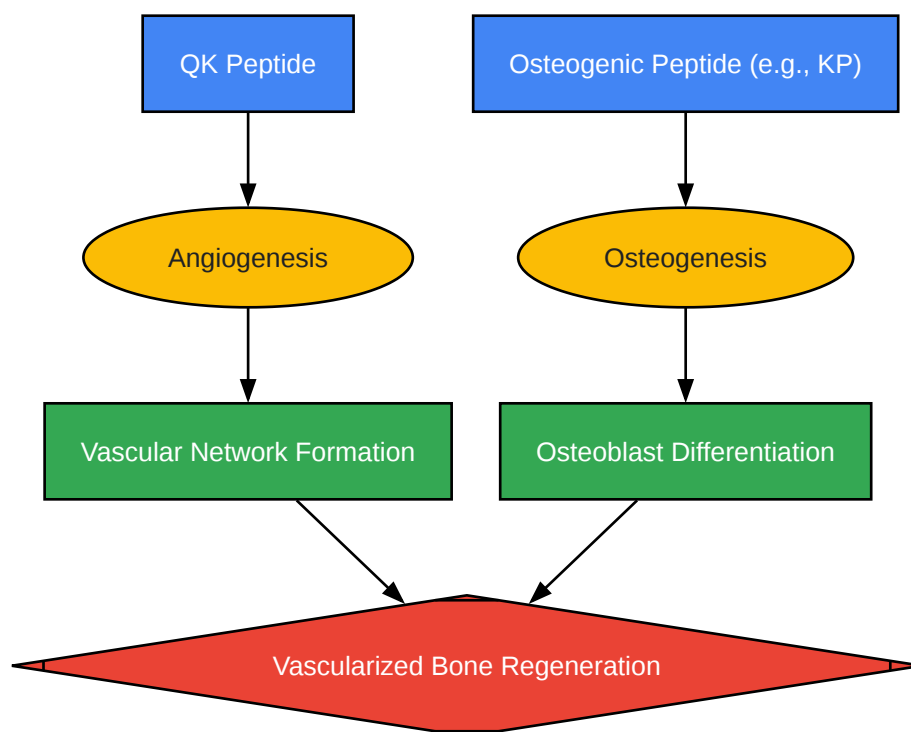 QK Peptide
Osteogenic Peptide (e.g., KP)
Angiogenesis
Osteogenesis
Vascular Network Formation
Osteoblast Differentiation
Vascularized Bone Regeneration